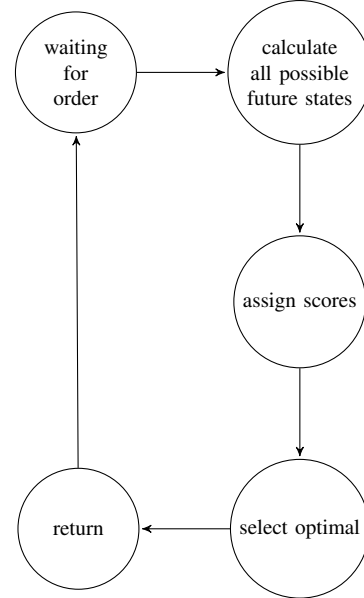 waiting
for
order
calculate
all possible
future states
assign scores
select optimal
return